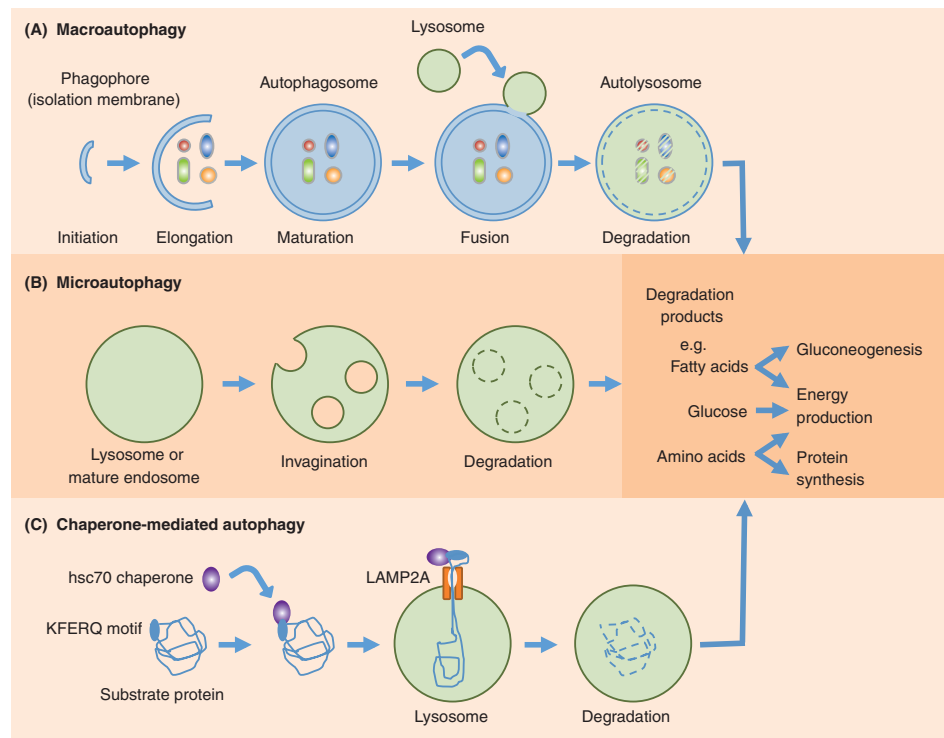 (A) Macroautophagy
Lysosome
Phagophore
(isolation membrane)
Autophagosome
Autolysosome
Initiation
Elongation
Maturation
Fusion
Degradation
(B) Microautophagy
Lysosome or
mature endosome
Invagination
Degradation
Degradation
products
e.g.
Fatty acids
Gluconeogenesis
Glucose
Energy
production
Amino acids
Protein
synthesis
(C) Chaperone-mediated autophagy
hsc70 chaperone
KFERQ motif
Substrate protein
LAMP2A
Lysosome
Degradation